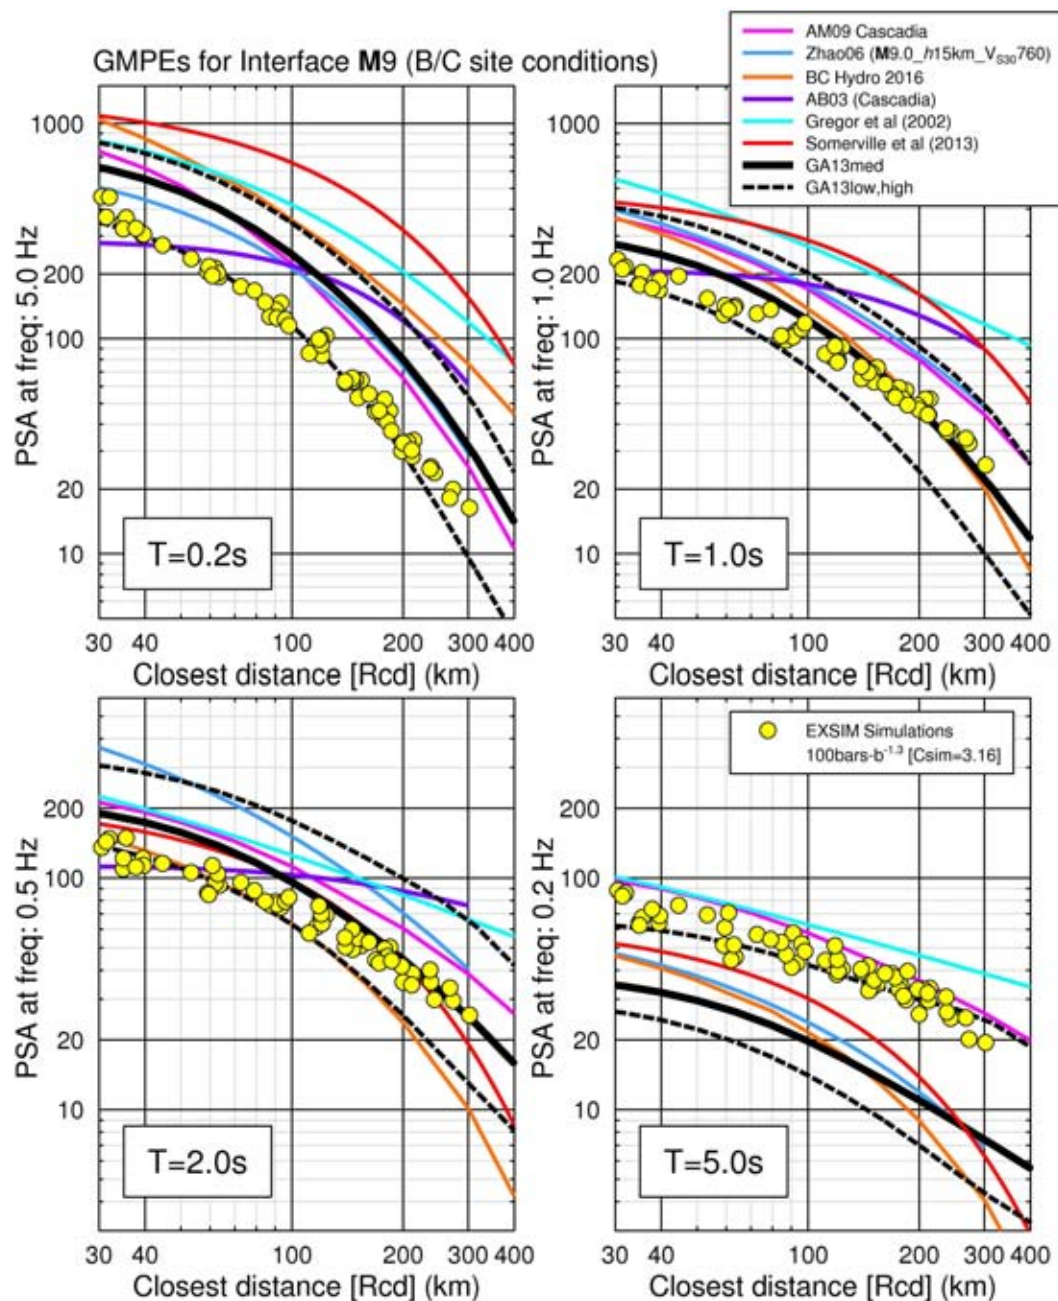 GMPEs for Interface M9 (B/C site conditions)
AM09 Cascadia
Zhao06 (M9.0_h15km_V_S30 760)
BC Hydro 2016
AB03 (Cascadia)
Gregor et al (2002)
Somerville et al (2013)
GA13med
GA13low,high
PSA at freq: 5.0 Hz
1000
200
100
20
10
T=0.2s
30 40 100 200 300 400
Closest distance [Rcd] (km)
PSA at freq: 1.0 Hz
1000
200
100
20
10
T=1.0s
30 40 100 200 300 400
Closest distance [Rcd] (km)
PSA at freq: 0.5 Hz
200
100
20
10
T=2.0s
30 40 100 200 300 400
Closest distance [Rcd] (km)
EXSIM Simulations
100bars-b^-1.3 [Csim=3.16]
PSA at freq: 0.2 Hz
200
100
20
10
T=5.0s
30 40 100 200 300 400
Closest distance [Rcd] (km)